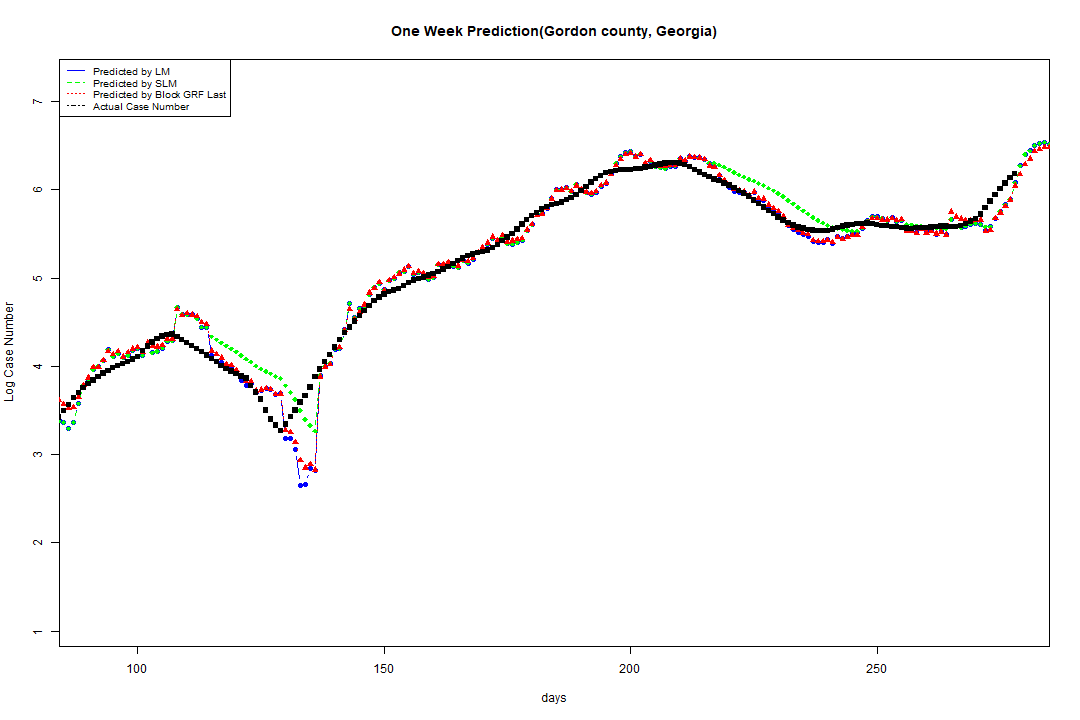 One Week Prediction(Gordon county, Georgia)
Predicted by LM
Predicted by SLM
Predicted by Block GRF Last
Actual Case Number
7
6
5
4
3
2
1
Log Case Number
100 150 200 250
days